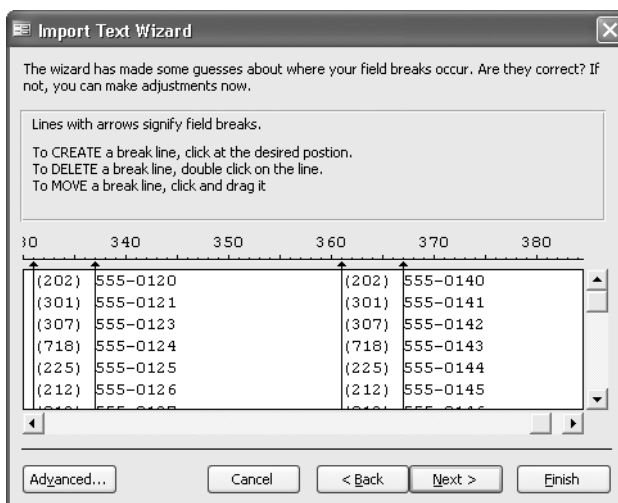 Import Text Wizard
The wizard has made some guesses about where your field breaks occur. Are they correct? If
not, you can make adjustments now.
Lines with arrows signify field breaks.
To CREATE a break line, click at the desired postion.
To DELETE a break line, double click on the line.
To MOVE a break line, click and drag it
30 340 350 360 370 380
(202) 555-0120 (202) 555-0140
(301) 555-0121 (301) 555-0141
(307) 555-0123 (307) 555-0142
(718) 555-0124 (718) 555-0143
(225) 555-0125 (225) 555-0144
(212) 555-0126 (212) 555-0145
Advanced... Cancel < Back Next > Finish